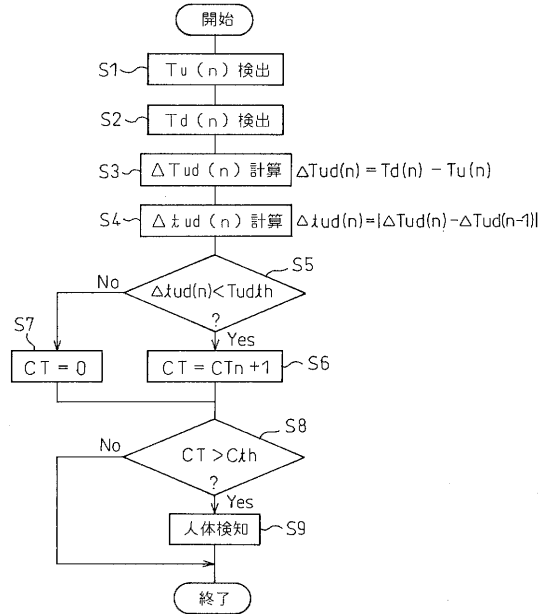 開始
S1 Tu(n)検出
S2 Td(n)検出
S3 ΔTud(n)計算 ΔTud(n)=Td(n)-Tu(n)
S4 Δtud(n)計算 Δtud(n)=|ΔTud(n)-ΔTud(n-1)|
S5
No Δtud(n)<Tudth
?
S7 Yes
CT=0 CT=CTn+1 S6
S8
No CT>Cth
?
Yes
人体検知 S9
終了